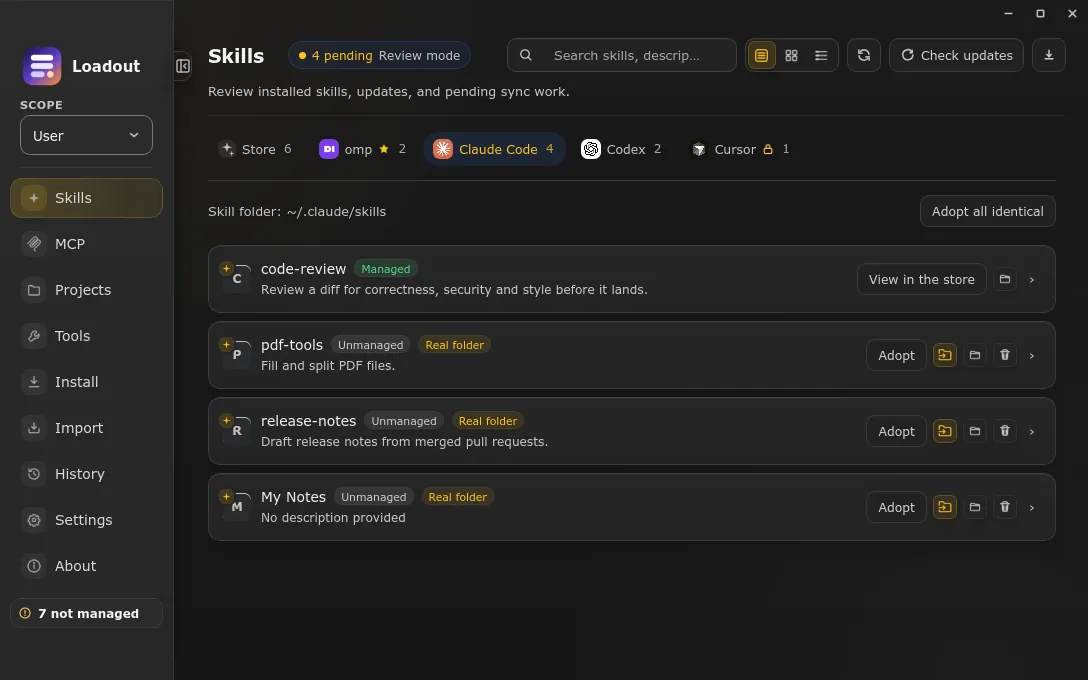 Loadout
SCOPE
User
Skills
MCP
Projects
Tools
Install
Import
History
Settings
About
7 not managed
Skills
4 pending Review mode
Search skills, descrip...
Check updates
Review installed skills, updates, and pending sync work.
Store 6
omp 2
Claude Code 4
Codex 2
Cursor 1
Skill folder: ~/.claude/skills
Adopt all identical
C
code-review Managed
Review a diff for correctness, security and style before it lands.
View in the store
P
pdf-tools Unmanaged Real folder
Fill and split PDF files.
Adopt
R
release-notes Unmanaged Real folder
Draft release notes from merged pull requests.
Adopt
M
My Notes Unmanaged Real folder
No description provided
Adopt